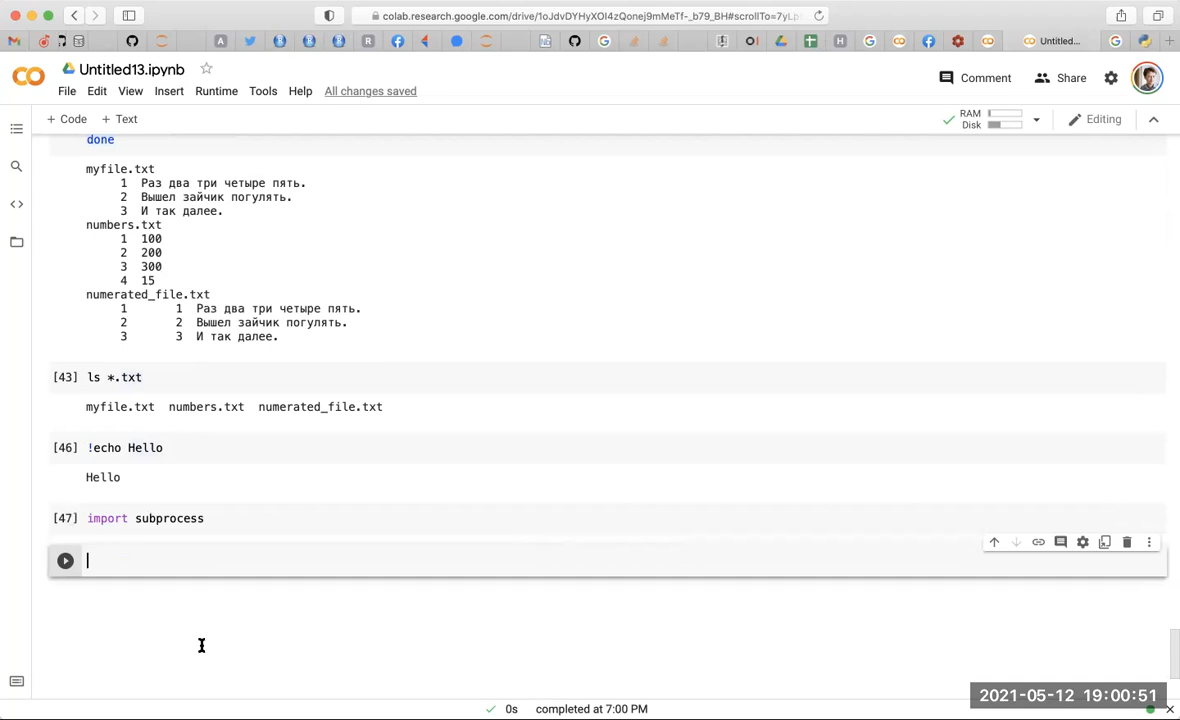 colab.research.google.com/drive/1oJdvDYHyXOI4zQonej9mMeTf-_b79_BH#scrollTo=7yLp
Untitled...
Untitled13.ipynb
File Edit View Insert Runtime Tools Help All changes saved
Comment Share
+ Code + Text
RAM
Disk
Editing
done
myfile.txt
1 Раз два три четыре пять.
2 Вышел зайчик погулять.
3 И так далее.
numbers.txt
1 100
2 200
3 300
4 15
numerated_file.txt
1 1 Раз два три четыре пять.
2 2 Вышел зайчик погулять.
3 3 И так далее.
[43] ls *.txt
myfile.txt numbers.txt numerated_file.txt
[46] !echo Hello
Hello
[47] import subprocess
2021-05-12 19:00:51
0s completed at 7:00 PM